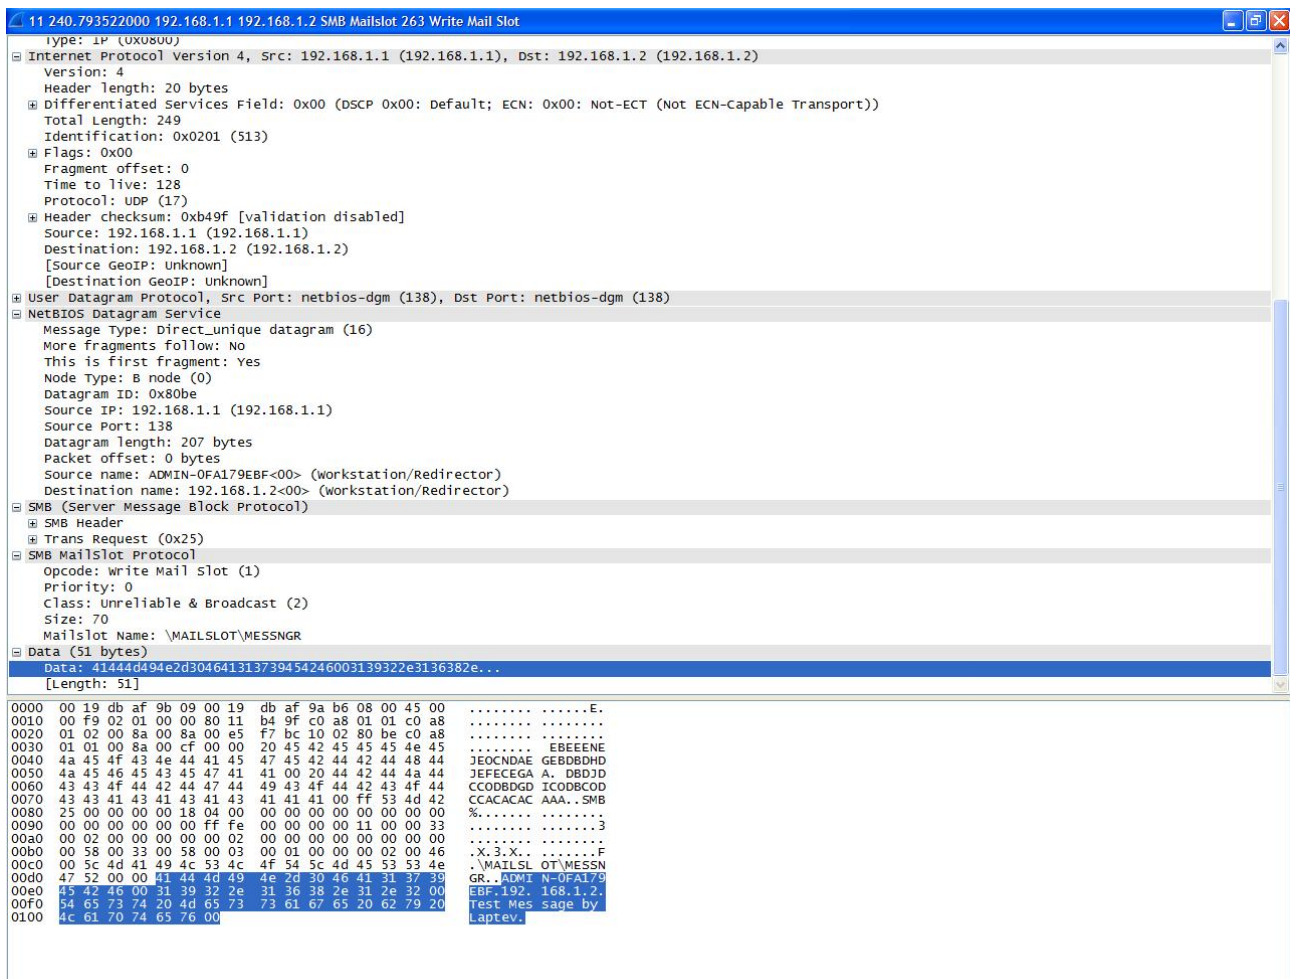 11 240.793522000 192.168.1.1 192.168.1.2 SMB Mailslot 263 Write Mail Slot
Type: IP (0x0800)
Internet Protocol Version 4, Src: 192.168.1.1 (192.168.1.1), Dst: 192.168.1.2 (192.168.1.2)
Version: 4
Header length: 20 bytes
Differentiated Services Field: 0x00 (DSCP 0x00: Default; ECN: 0x00: Not-ECT (Not ECN-Capable Transport))
Total Length: 249
Identification: 0x0201 (513)
Flags: 0x00
Fragment offset: 0
Time to live: 128
Protocol: UDP (17)
Header checksum: 0xb49f [validation disabled]
Source: 192.168.1.1 (192.168.1.1)
Destination: 192.168.1.2 (192.168.1.2)
[Source GeoIP: Unknown]
[Destination GeoIP: Unknown]
User Datagram Protocol, Src Port: netbios-dgm (138), Dst Port: netbios-dgm (138)
NetBIOS Datagram Service
Message Type: Direct_unique datagram (16)
More fragments follow: No
This is first fragment: Yes
Node Type: B node (0)
Datagram ID: 0x80be
Source IP: 192.168.1.1 (192.168.1.1)
Source Port: 138
Datagram length: 207 bytes
Packet offset: 0 bytes
Source name: ADMIN-0FA179EBF<00> (Workstation/Redirector)
Destination name: 192.168.1.2<00> (Workstation/Redirector)
SMB (Server Message Block Protocol)
SMB Header
Trans Request (0x25)
SMB MailSlot Protocol
Opcode: Write Mail Slot (1)
Priority: 0
Class: Unreliable & Broadcast (2)
Size: 70
Mailslot Name: \MAILSLOT\MESSNGR
Data (51 bytes)
Data: 41444d494e2d304641313739454246003139322e3136382e...
[Length: 51]
0000 00 19 db af 9b 09 00 19 db af 9a b6 08 00 45 00 ........ ......E.
0010 00 f9 02 01 00 00 80 11 b4 9f c0 a8 01 01 c0 a8 ........ ........
0020 01 02 00 8a 00 8a 00 e5 f7 bc 10 02 80 be c0 a8 ........ ........
0030 01 01 00 8a 00 cf 00 00 20 45 42 45 45 45 4e 45 ........ EBEEENE
0040 4a 45 4f 43 4e 44 41 45 47 45 42 44 42 44 48 44 JEOCNDAE GEBDBDHD
0050 4a 45 46 45 43 45 47 41 41 00 20 44 42 44 4a 44 JEFECEGA A. DBDJD
0060 43 43 4f 44 42 44 47 44 49 43 4f 44 42 43 4f 44 CCODBDGD ICODBCOD
0070 43 43 41 43 41 43 41 43 41 41 41 00 ff 53 4d 42 CCACACAC AAA..SMB
0080 25 00 00 00 00 18 04 00 00 00 00 00 00 00 00 00 %....... ........
0090 00 00 00 00 00 00 ff fe 00 00 00 00 11 00 00 33 ........ .......3
00a0 00 02 00 00 00 00 00 02 00 00 00 00 00 00 00 00 ........ ........
00b0 00 58 00 33 00 58 00 03 00 01 00 00 00 02 00 46 .X.3.X.. .......F
00c0 00 5c 4d 41 49 4c 53 4c 4f 54 5c 4d 45 53 53 4e .\MAILSL OT\MESSN
00d0 47 52 00 00 41 44 4d 49 4e 2d 30 46 41 31 37 39 GR..ADMI N-0FA179
00e0 45 42 46 00 31 39 32 2e 31 36 38 2e 31 2e 32 00 EBF.192. 168.1.2.
00f0 54 65 73 74 20 4d 65 73 73 61 67 65 20 62 79 20 Test Mes sage by
0100 4c 61 70 74 65 76 00 Laptev.